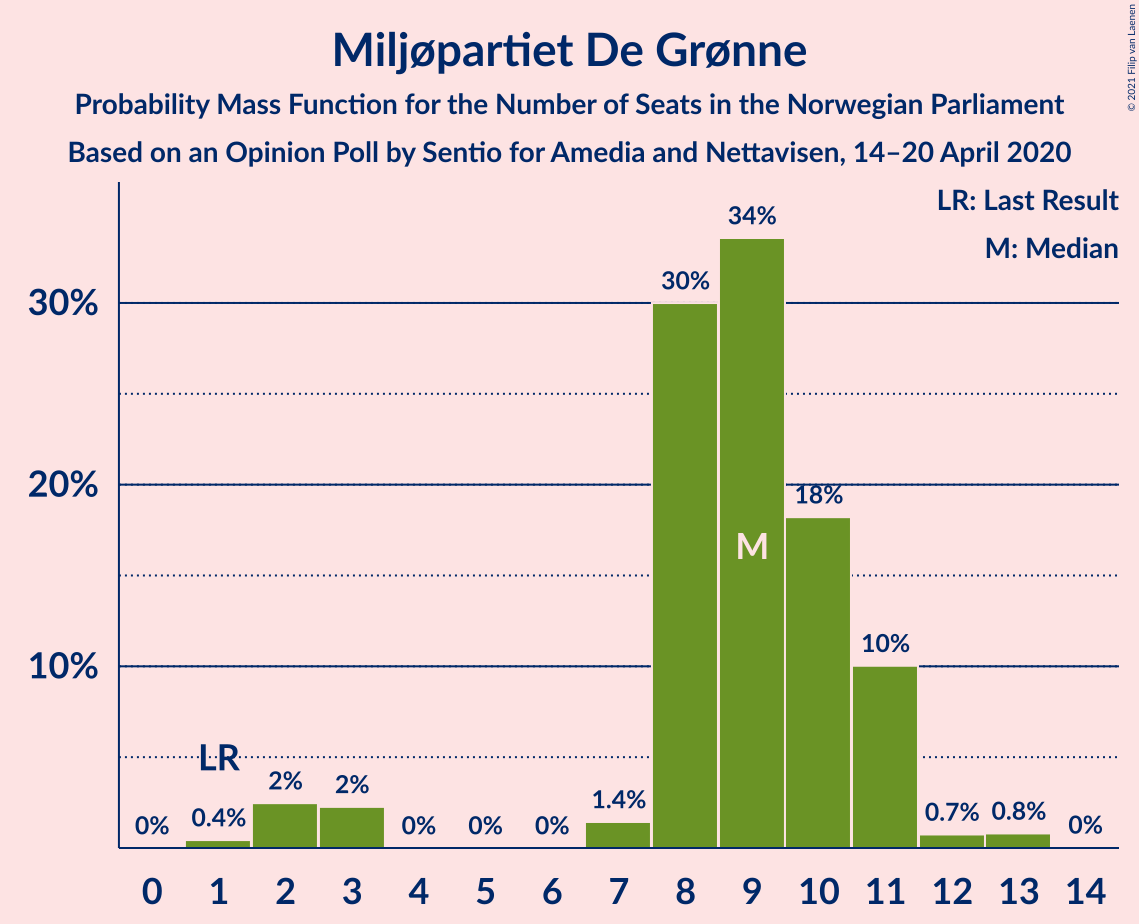 Miljøpartiet De Grønne
Probability Mass Function for the Number of Seats in the Norwegian Parliament
Based on an Opinion Poll by Sentio for Amedia and Nettavisen, 14–20 April 2020
© 2021 Filip van Laenen
LR: Last Result
M: Median
34%
30%
30%
20%
18%
M
10%
10%
LR
2%
2%
1.4%
0.4%
0.7%
0.8%
0%
0%
0%
0%
0%
0 1 2 3 4 5 6 7 8 9 10 11 12 13 14